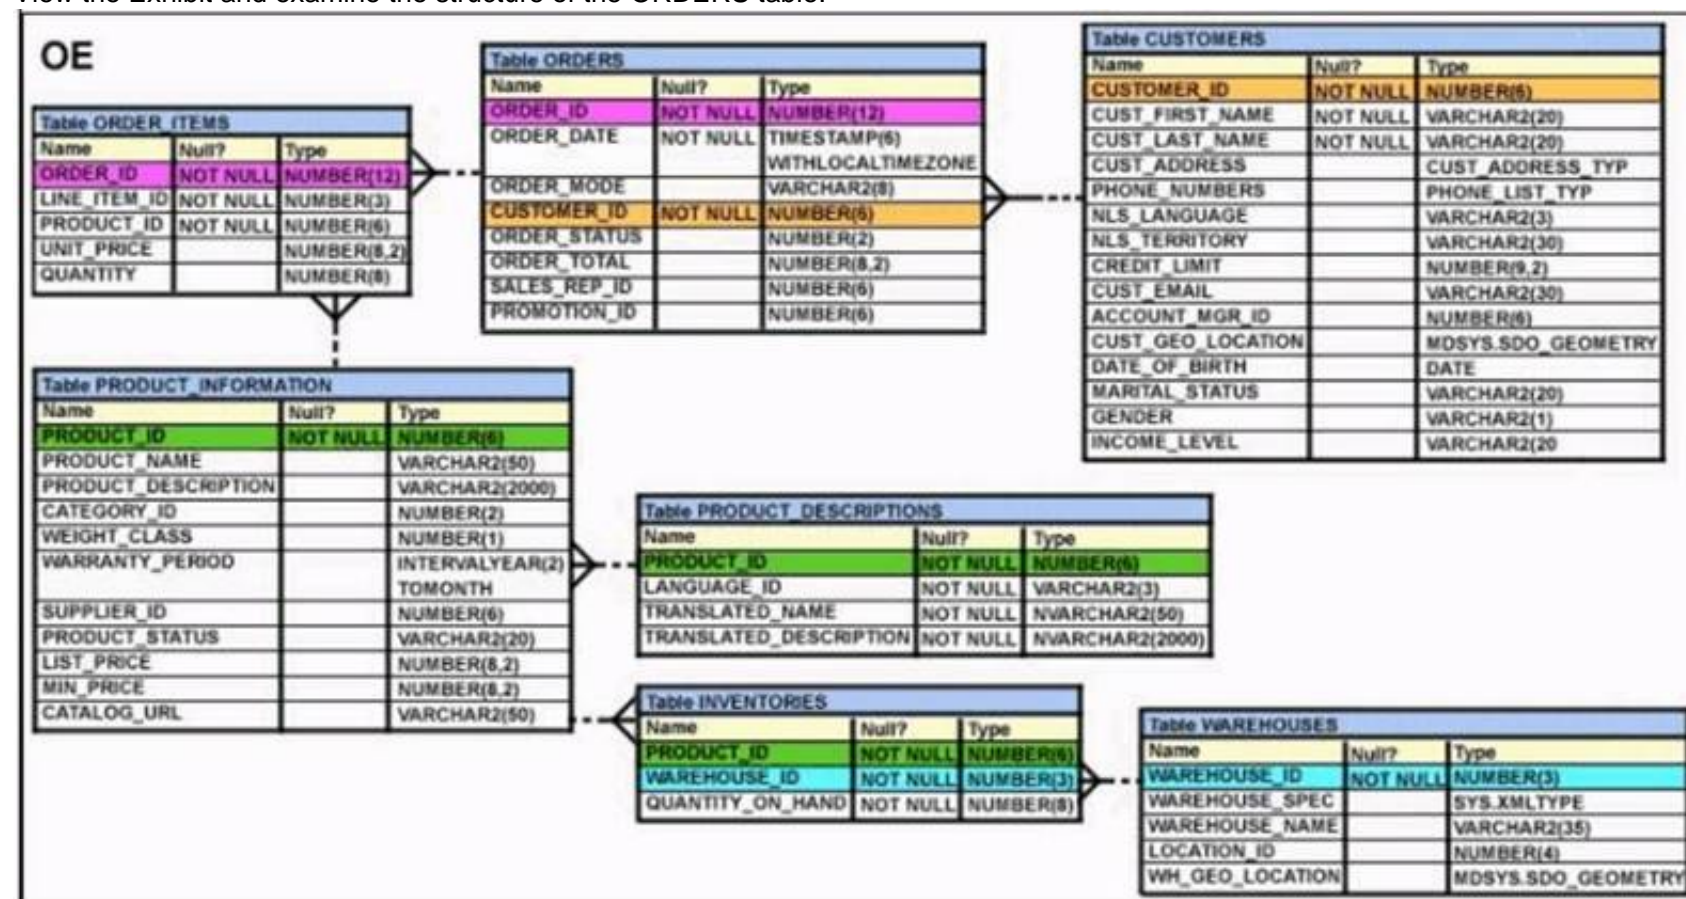 View the Exhibit and examine the structure of the ORDERS table.
OE
Table ORDER_ITEMS
Name Null? Type
ORDER_ID NOT NULL NUMBER(12)
LINE_ITEM_ID NOT NULL NUMBER(3)
PRODUCT_ID NOT NULL NUMBER(6)
UNIT_PRICE NUMBER(8,2)
QUANTITY NUMBER(8)
Table ORDERS
Name Null? Type
ORDER_ID NOT NULL NUMBER(12)
ORDER_DATE NOT NULL TIMESTAMP(6)
WITHLOCALTIMEZONE
ORDER_MODE VARCHAR2(8)
CUSTOMER_ID NOT NULL NUMBER(6)
ORDER_STATUS NUMBER(2)
ORDER_TOTAL NUMBER(8,2)
SALES_REP_ID NUMBER(6)
PROMOTION_ID NUMBER(6)
Table CUSTOMERS
Name Null? Type
CUSTOMER_ID NOT NULL NUMBER(6)
CUST_FIRST_NAME NOT NULL VARCHAR2(20)
CUST_LAST_NAME NOT NULL VARCHAR2(20)
CUST_ADDRESS CUST_ADDRESS_TYP
PHONE_NUMBERS PHONE_LIST_TYP
NLS_LANGUAGE VARCHAR2(3)
NLS_TERRITORY VARCHAR2(30)
CREDIT_LIMIT NUMBER(9,2)
CUST_EMAIL VARCHAR2(30)
ACCOUNT_MGR_ID NUMBER(6)
CUST_GEO_LOCATION MDSYS.SDO_GEOMETRY
DATE_OF_BIRTH DATE
MARITAL_STATUS VARCHAR2(20)
GENDER VARCHAR2(1)
INCOME_LEVEL VARCHAR2(20
Table PRODUCT_INFORMATION
Name Null? Type
PRODUCT_ID NOT NULL NUMBER(6)
PRODUCT_NAME VARCHAR2(50)
PRODUCT_DESCRIPTION VARCHAR2(2000)
CATEGORY_ID NUMBER(2)
WEIGHT_CLASS NUMBER(1)
WARRANTY_PERIOD INTERVALYEAR(2)
TOMONTH
SUPPLIER_ID NUMBER(6)
PRODUCT_STATUS VARCHAR2(20)
LIST_PRICE NUMBER(8,2)
MIN_PRICE NUMBER(8,2)
CATALOG_URL VARCHAR2(50)
Table PRODUCT_DESCRIPTIONS
Name Null? Type
PRODUCT_ID NOT NULL NUMBER(6)
LANGUAGE_ID NOT NULL VARCHAR2(3)
TRANSLATED_NAME NOT NULL NVARCHAR2(50)
TRANSLATED_DESCRIPTION NOT NULL NVARCHAR2(2000)
Table INVENTORIES
Name Null? Type
PRODUCT_ID NOT NULL NUMBER(6)
WAREHOUSE_ID NOT NULL NUMBER(3)
QUANTITY_ON_HAND NOT NULL NUMBER(8)
Table WAREHOUSES
Name Null? Type
WAREHOUSE_ID NOT NULL NUMBER(3)
WAREHOUSE_SPEC SYS.XMLTYPE
WAREHOUSE_NAME VARCHAR2(35)
LOCATION_ID NUMBER(4)
WH_GEO_LOCATION MDSYS.SDO_GEOMETRY